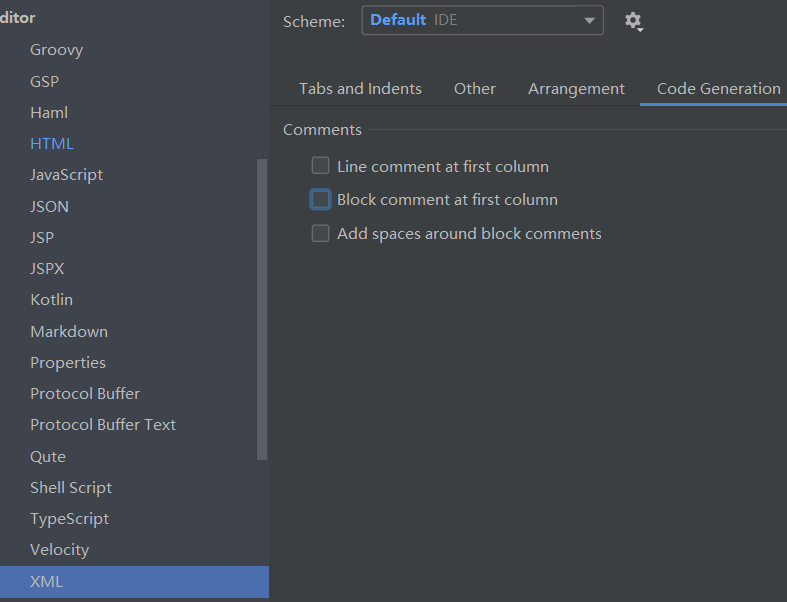 ditor
Groovy
GSP
Haml
HTML
JavaScript
JSON
JSP
JSPX
Kotlin
Markdown
Properties
Protocol Buffer
Protocol Buffer Text
Qute
Shell Script
TypeScript
Velocity
XML
Scheme: Default IDE
Tabs and Indents Other Arrangement Code Generation
Comments
Line comment at first column
Block comment at first column
Add spaces around block comments